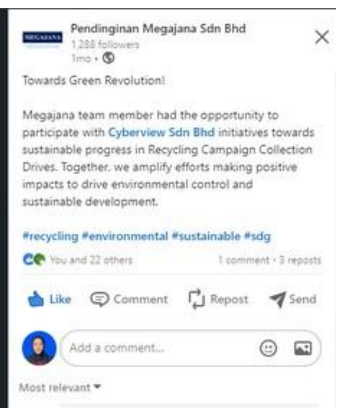 MEGAJANA
Pendinginan Megajana Sdn Bhd
1,288 followers
1mo •
Towards Green Revolution!
Megajana team member had the opportunity to
participate with Cyberview Sdn Bhd initiatives towards
sustainable progress in Recycling Campaign Collection
Drives. Together, we amplify efforts making positive
impacts to drive environmental control and
sustainable development.
#recycling #environmental #sustainable #sdg
You and 22 others 1 comment • 3 reposts
Like Comment Repost Send
Add a comment...
Most relevant